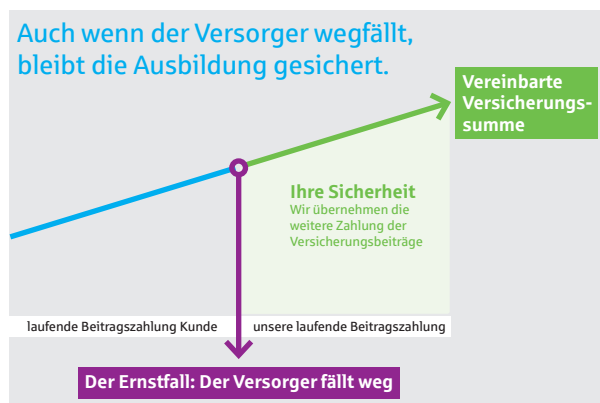 Auch wenn der Versorger wegfällt,
bleibt die Ausbildung gesichert.
Vereinbarte
Versicherungs-
summe
Ihre Sicherheit
Wir übernehmen die
weitere Zahlung der
Versicherungsbeiträge
laufende Beitragszahlung Kunde
unsere laufende Beitragszahlung
Der Ernstfall: Der Versorger fällt weg